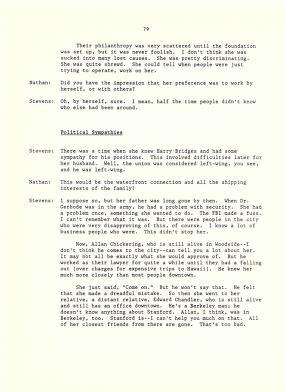 79
Their philanthropy was very scattered until the foundation
was set up, but it was never foolish. I don't think she was
sucked into many lost causes. She was pretty discriminating.
She was quite shrewd. She could tell when people were just
trying to operate, work on her.
Nathan: Did you have the impression that her preference was to work by
herself, or with others?
Stevens: Oh, by herself, sure. I mean, half the time people didn't know
who else had been around.
Political Sympathies
Stevens: There was a time when she knew Harry Bridges and had some
sympathy for his positions. This involved difficulties later for
her husband. Well, the union was considered left-wing, you see,
and he was left-wing.
Nathan: This would be the waterfront connection and all the shipping
interests of the family?
Stevens: I suppose so, but her father was long gone by then. When Dr.
Gerbode was in the army, he had a problem with security. She had
a problem once, something she wanted to do. The FBI made a fuss.
I can't remember what it was. But there were people in the city
who were very disapproving of this, of course. I know a lot of
business people who were. This didn't stop her.
Now, Allan Chickering, who is still alive in Woodside--I
don't think he comes to the city--can tell you a lot about her.
It may not all be exactly what she would approve of. But he
worked as their lawyer for quite a while until they had a falling
out [over charges for expensive trips to Hawaii]. He knew her
much more closely than most people downtown.
She just said, "Come on." But he won't say that. He felt
that she made a dreadful mistake. So then she went to her
relative, a distant relative, Edward Chandler, who is still alive
and still has an office downtown. He's a Berkeley man; he
doesn't know anything about Stanford. Allan, I think, was in
Berkeley, too. Stanford is--I can't help you much on that. All
of her closest friends from there are gone. That's too bad.